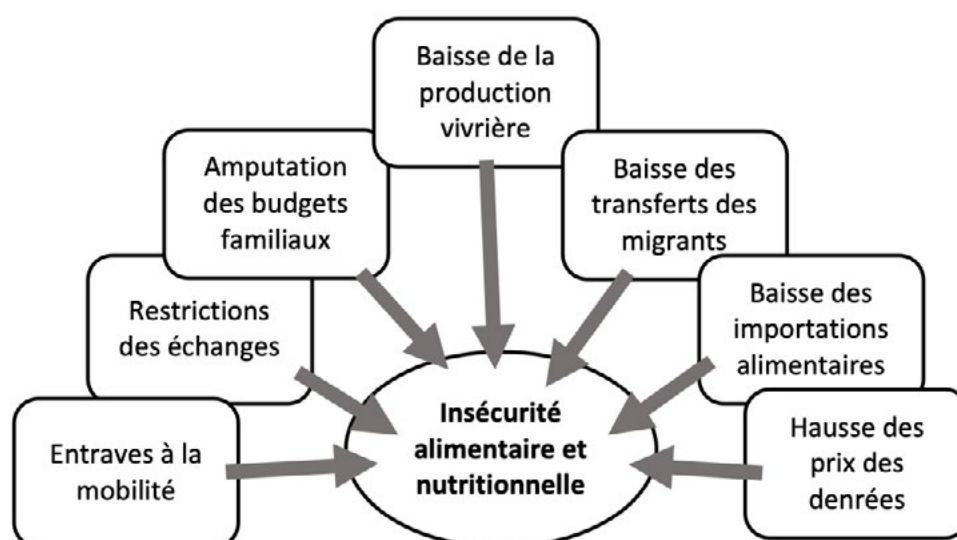 Baisse de la
production
vivrière
Amputation
des budgets
familiaux
Baisse des
transferts des
migrants
Restrictions
des échanges
Baisse des
importations
alimentaires
Entraves à la
mobilité
Insécurité
alimentaire et
nutritionnelle
Hausse des
prix des
denrées